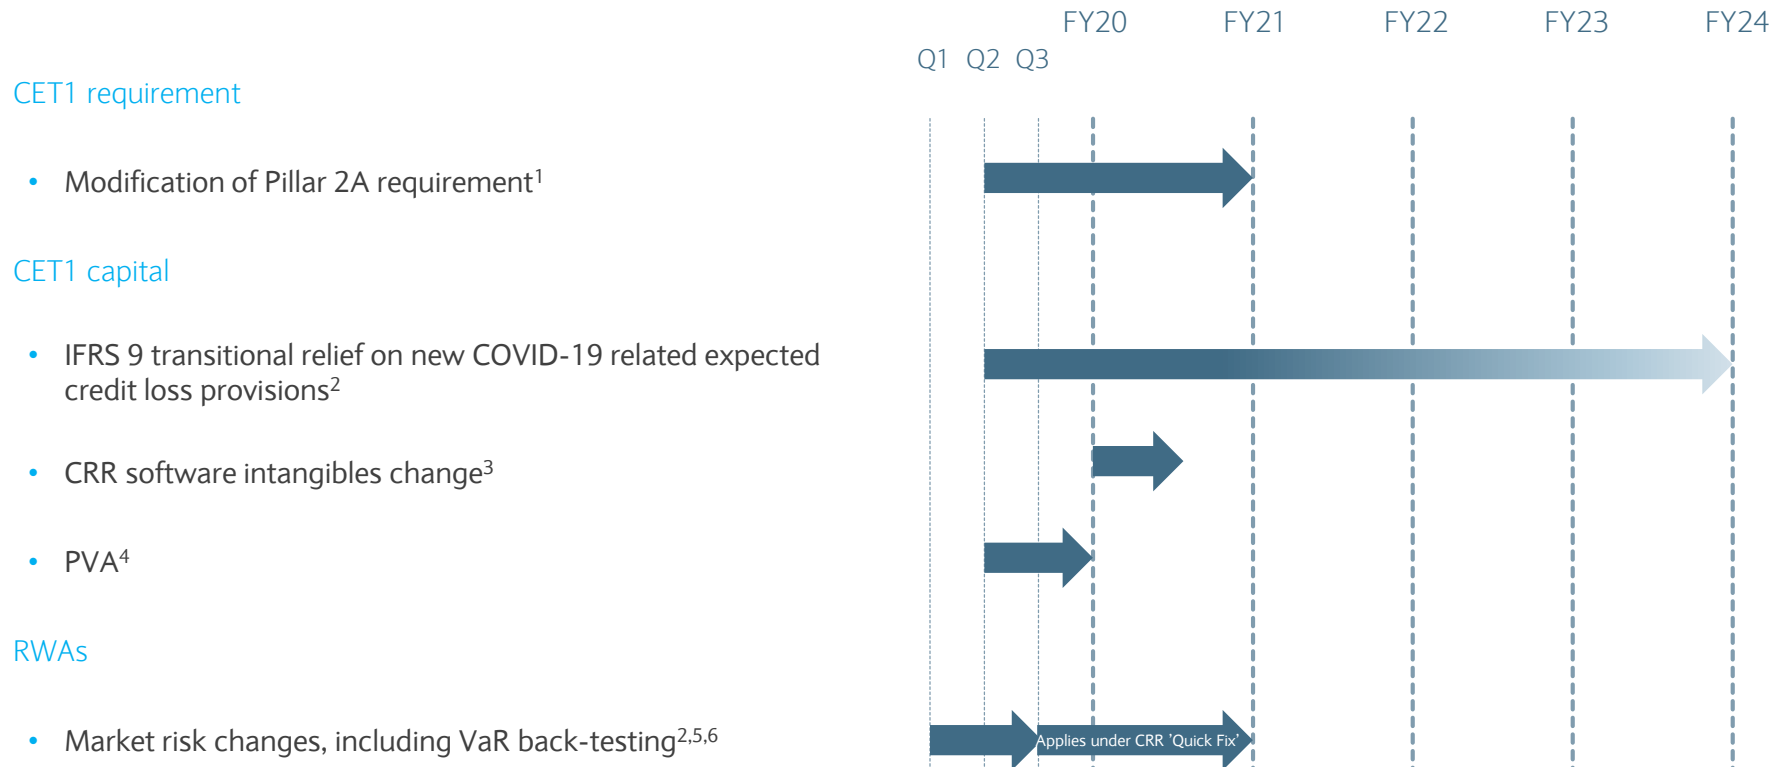 FY20 FY21 FY22 FY23 FY24
Q1 Q2 Q3
CET1 requirement
• Modification of Pillar 2A requirement1
CET1 capital
• IFRS 9 transitional relief on new COVID-19 related expected
credit loss provisions2
• CRR software intangibles change3
• PVA4
RWAs
• Market risk changes, including VaR back-testing2,5,6
Applies under CRR 'Quick Fix'